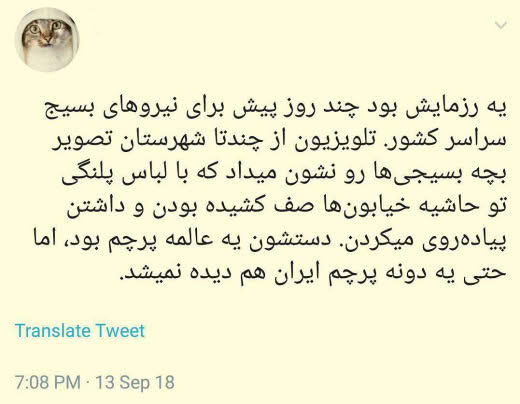 یه رزمایش بود چند روز پیش برای نیروهای بسیج
سراسر کشور. تلویزیون از چندتا شهرستان تصویر
بچه بسیجی‌ها رو نشون میداد که با لباس پلنگی
تو حاشیه خیابون‌ها صف کشیده بودن و داشتن
پیاده‌روی میکردن. دستشون یه عالمه پرچم بود، اما
حتی یه دونه پرچم ایران هم دیده نمیشد.
Translate Tweet
7:08 PM · 13 Sep 18